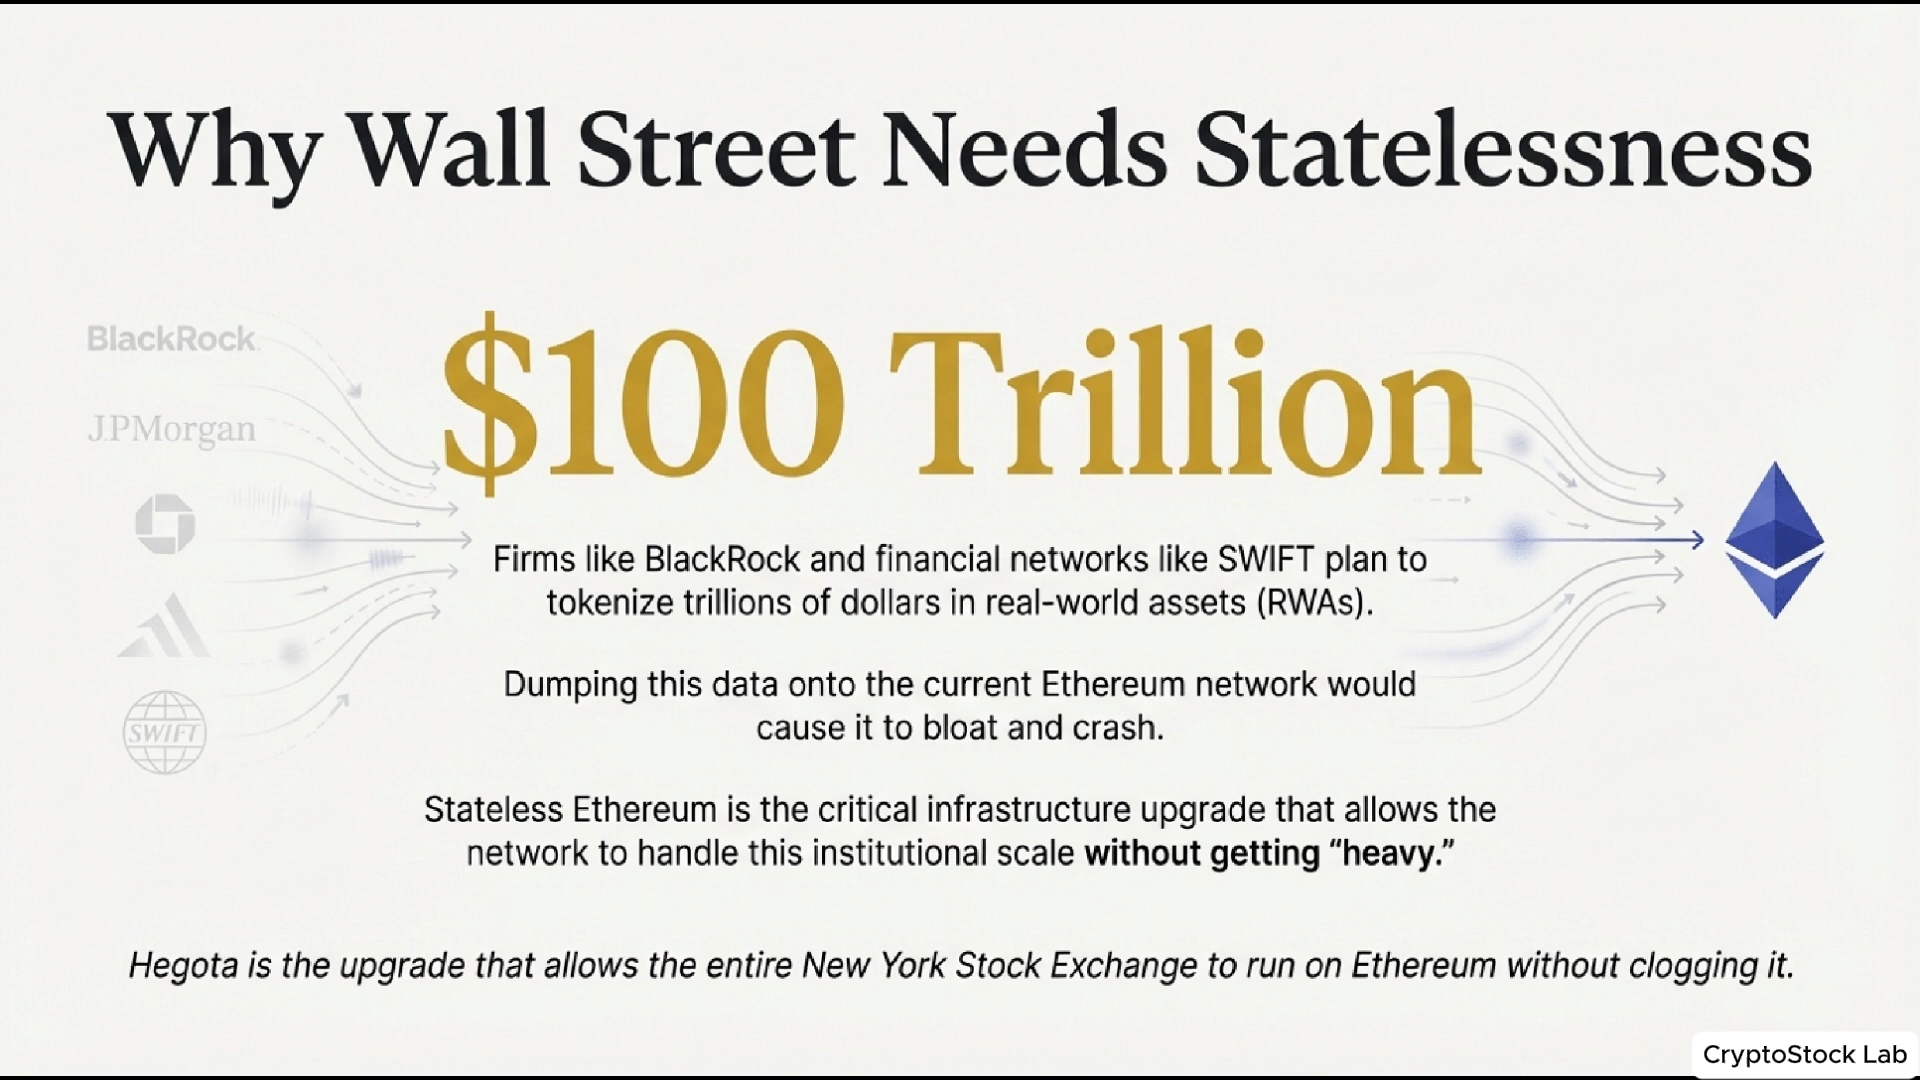 Why Wall Street Needs Statelessness
BlackRock.
$100 Trillion
J.P.Morgan
Firms like BlackRock and financial networks like SWIFT plan to
tokenize trillions of dollars in real-world assets (RWAs).
Dumping this data onto the current Ethereum network would
cause it to bloat and crash.
SWIFT
Stateless Ethereum is the critical infrastructure upgrade that allows the
network to handle this institutional scale without getting “heavy.”
Hegota is the upgrade that allows the entire New York Stock Exchange to run on Ethereum without clogging it.
CryptoStock Lab